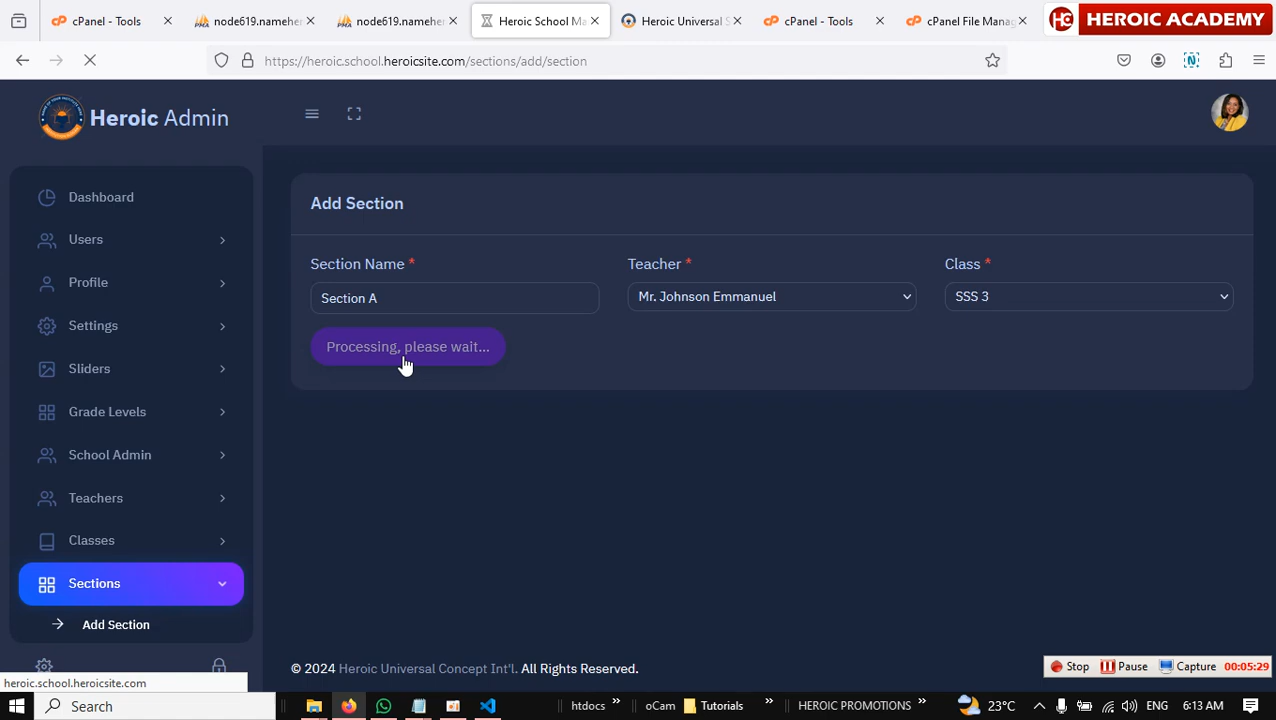 cPanel - Tools
node619.namehe
node619.namehe
Heroic School Ma
Heroic Universal S
cPanel - Tools
cPanel File Manag
HC HEROIC ACADEMY
https://heroic.school.heroicsite.com/sections/add/section
Heroic Admin
Dashboard
Users
Profile
Settings
Sliders
Grade Levels
School Admin
Teachers
Classes
Sections
Add Section
Add Section
Section Name *
Teacher *
Class *
Section A
Mr. Johnson Emmanuel
SSS 3
Processing, please wait...
© 2024 Heroic Universal Concept Int'l. All Rights Reserved.
Stop
Pause
Capture
00:05:29
heroic.school.heroicsite.com
Search
htdocs
oCam
Tutorials
HEROIC PROMOTIONS
23°C
ENG
6:13 AM